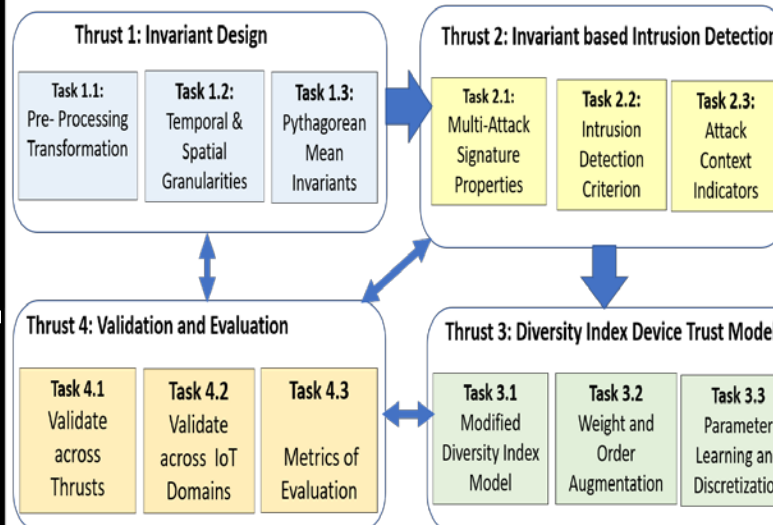 Thrust 1: Invariant Design
Task 1.1:
Pre- Processing
Transformation
Task 1.2:
Temporal &
Spatial
Granularities
Task 1.3:
Pythagorean
Mean
Invariants
Thrust 2: Invariant based Intrusion Detection
Task 2.1:
Multi-Attack
Signature
Properties
Task 2.2:
Intrusion
Detection
Criterion
Task 2.3:
Attack
Context
Indicators
Thrust 4: Validation and Evaluation
Task 4.1
Validate
across
Thrusts
Task 4.2
Validate
across IoT
Domains
Task 4.3
Metrics of
Evaluation
Thrust 3: Diversity Index Device Trust Model
Task 3.1
Modified
Diversity Index
Model
Task 3.2
Weight and
Order
Augmentation
Task 3.3
Parameter
Learning an
Discretizatio